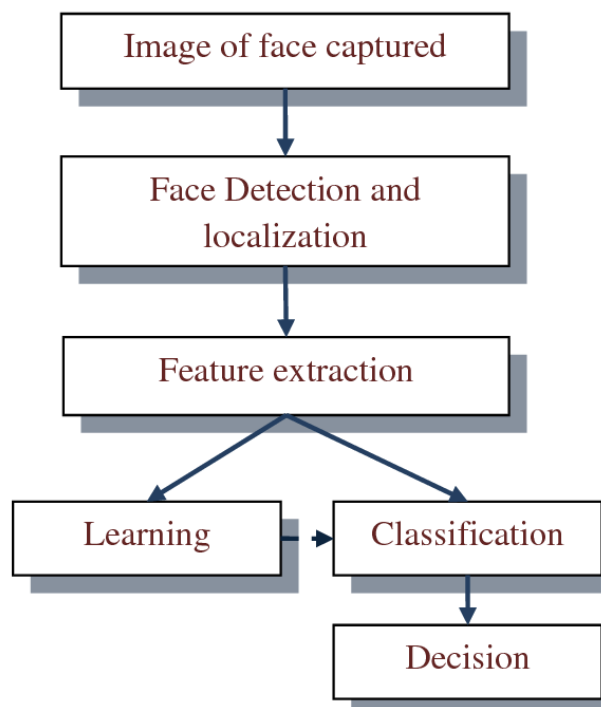 Image of face captured
Face Detection and
localization
Feature extraction
Learning
Classification
Decision